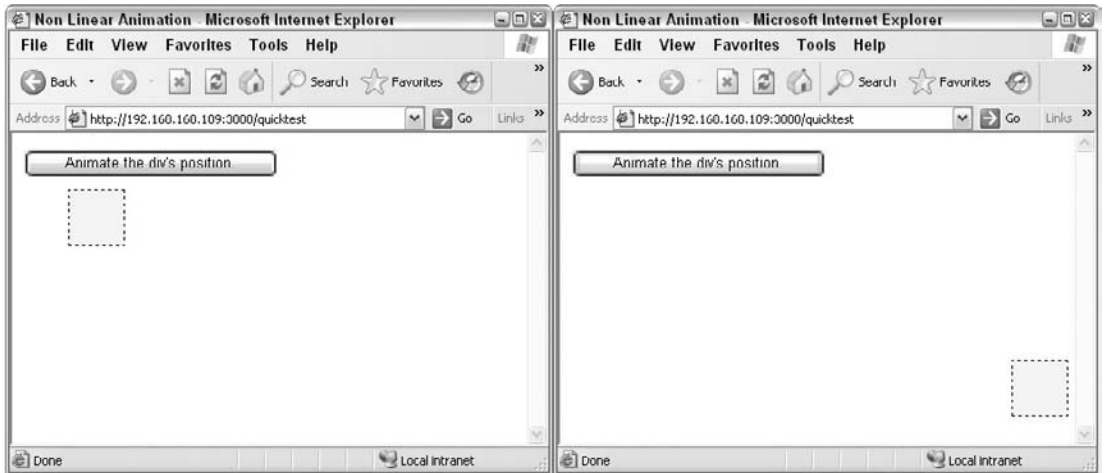 Non Linear Animation - Microsoft Internet Explorer
File Edit View Favorites Tools Help
Back Search Favorites »
Address http://192.160.160.109:3000/quicktest Go Links »
Animate the div's position
Done Local intranet
Non Linear Animation - Microsoft Internet Explorer
File Edit View Favorites Tools Help
Back Search Favorites »
Address http://192.160.160.109:3000/quicktest Go Links »
Animate the div's position
Done Local intranet